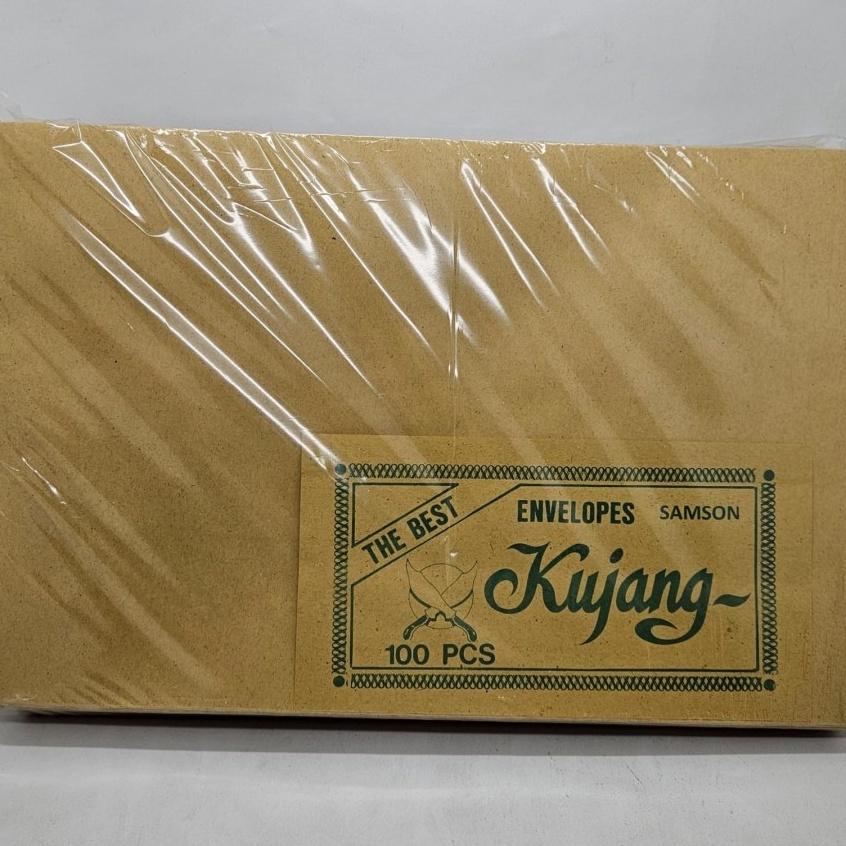 THE BEST
ENVELOPES SAMSON
Kujang
100 PCS